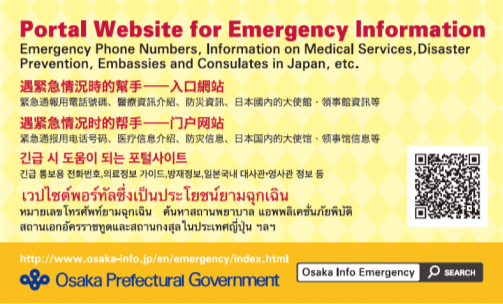 Portal Website for Emergency Information
Emergency Phone Numbers, Information on Medical Services,Disaster
Prevention, Embassies and Consulates in Japan, etc.
遇緊急情況時的幫手——入口網站
緊急通報用電話號碼、醫療資訊介紹、防災資訊、日本國內的大使館・領事館資訊等
遇紧急情况时的帮手——门户网站
紧急通报用电话号码、医疗信息介绍、防灾信息、日本国内的大使馆・领事馆信息等
긴급 시 도움이 되는 포털사이트
긴급 통보용 전화번호,의료정보 가이드,방재정보,일본국내 대사관•영사관 정보 등
เวปไซต์พอร์ทัลซึ่งเป็นประโยชน์ยามฉุกเฉิน
หมายเลขโทรศัพท์ยามฉุกเฉิน ค้นหาสถานพยาบาล แอพพลิเคชั่นภัยพิบัติ
สถานเอกอัครราชทูตและสถานกงสุลในประเทศญี่ปุ่น ฯลฯ
http://www.osaka-info.jp/en/emergency/index.html
Osaka Prefectural Government
Osaka Info Emergency SEARCH